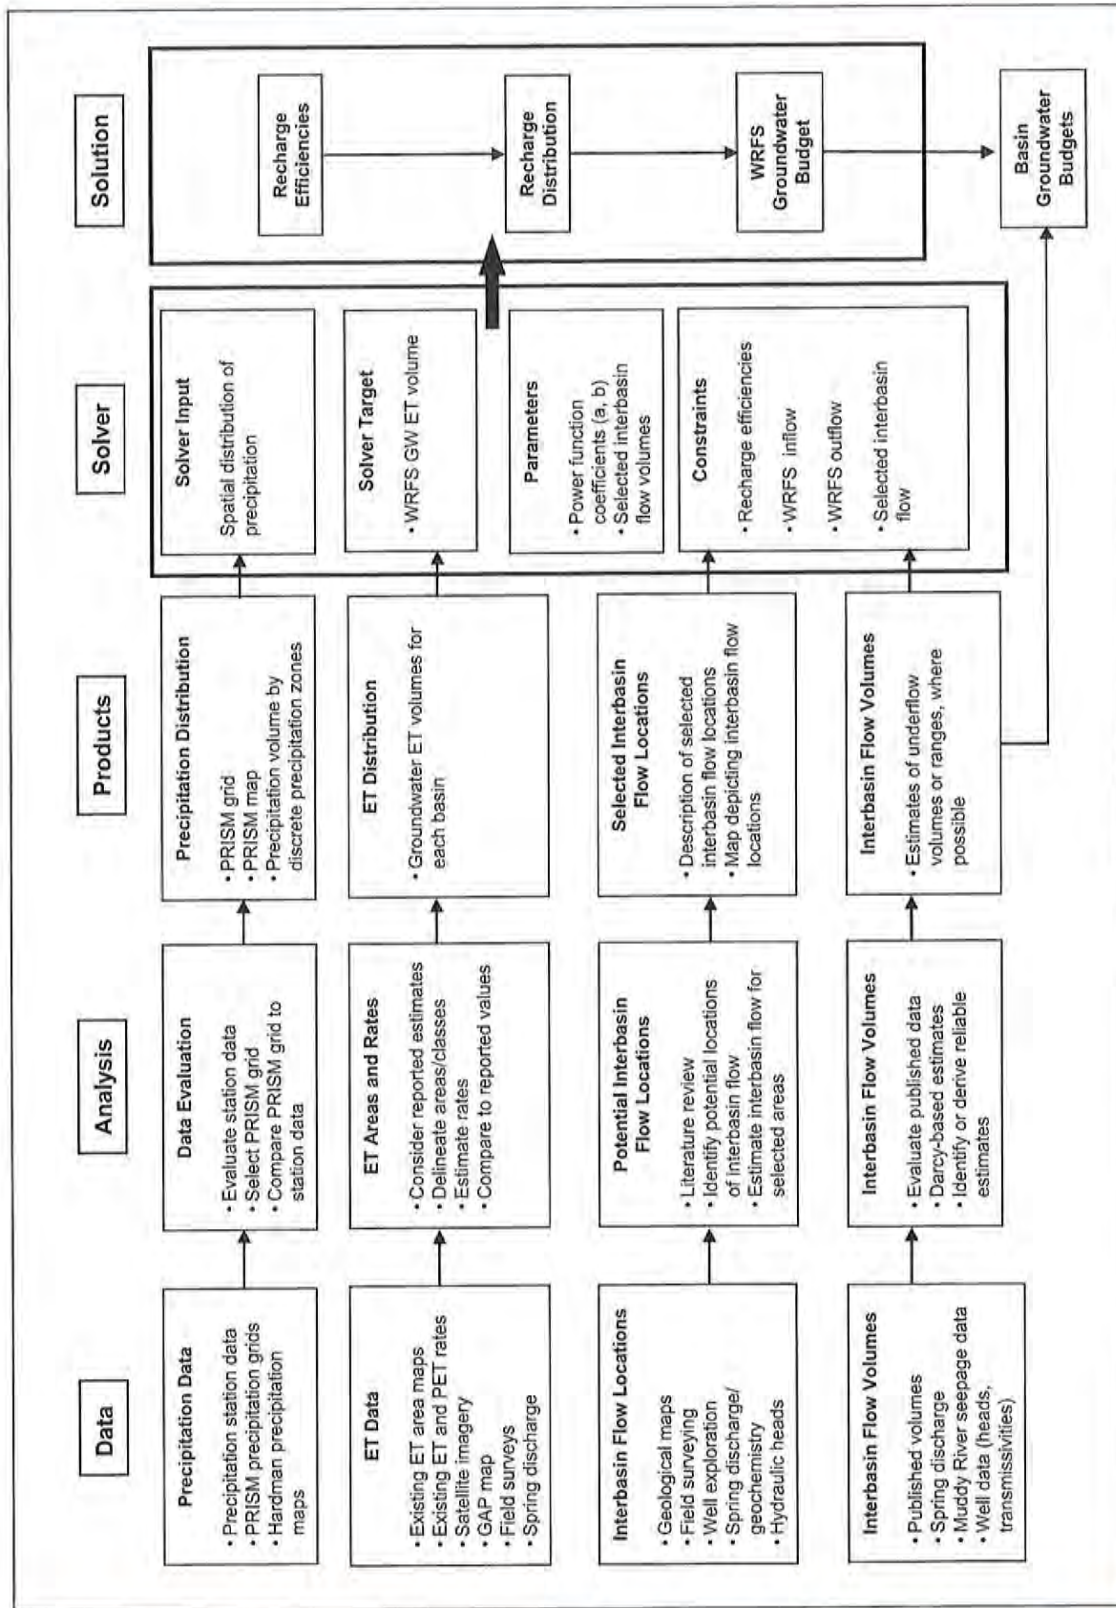 Data
Precipitation Data
• Precipitation station data
• PRISM precipitation grids
• Hardman precipitation
maps
ET Data
• Existing ET area maps
• Existing ET and PET rates
• Satellite imagery
• GAP map
• Field surveys
• Spring discharge
Interbasin Flow Locations
• Geological maps
• Field surveying
• Well exploration
• Spring discharge/
geochemistry
• Hydraulic heads
Interbasin Flow Volumes
• Published volumes
• Spring discharge
• Muddy River seepage data
• Well data (heads,
transmissivities)
Analysis
Data Evaluation
• Evaluate station data
• Select PRISM grid
• Compare PRISM grid to
station data
ET Areas and Rates
• Consider reported estimates
• Delineate areas/classes
• Estimate rates
• Compare to reported values
Potential Interbasin
Flow Locations
• Literature review
• Identify potential locations
of interbasin flow
• Estimate interbasin flow for
selected areas
Interbasin Flow Volumes
• Evaluate published data
• Darcy-based estimates
• Identify or derive reliable
estimates
Products
Precipitation Distribution
• PRISM grid
• PRISM map
• Precipitation volume by
discrete precipitation zones
ET Distribution
• Groundwater ET volumes for
each basin
Selected Interbasin
Flow Locations
• Description of selected
interbasin flow locations
• Map depicting interbasin flow
locations
Interbasin Flow Volumes
• Estimates of underflow
volumes or ranges, where
possible
Solver
Solver Input
Spatial distribution of
precipitation
Solver Target
• WRFS GW ET volume
Parameters
• Power function
coefficients (a, b)
• Selected interbasin
flow volumes
Constraints
• Recharge efficiencies
• WRFS inflow
• WRFS outflow
• Selected interbasin
flow
Solution
Recharge
Efficiencies
Recharge
Distribution
WRFS
Groundwater
Budget
Basin
Groundwater
Budgets